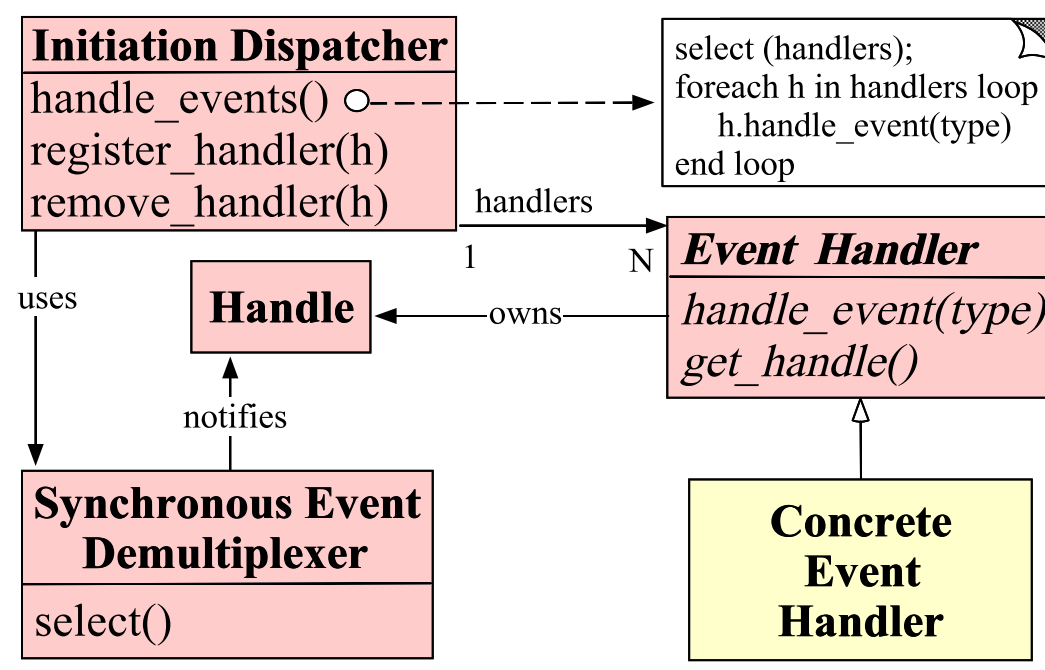 Initiation Dispatcher
handle_events()
register_handler(h)
remove_handler(h)
select (handlers);
foreach h in handlers loop
h.handle_event(type)
end loop
handlers
1
N
uses
Handle
owns
Event Handler
handle_event(type)
get_handle()
notifies
Synchronous Event
Demultiplexer
select()
Concrete
Event
Handler